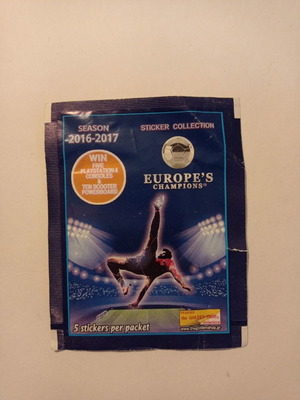 SEASON
2016-2017
STICKER COLLECTION
WIN
FIVE
PLAYSTATION 4
CONSOLES
&
TEN SCOOTER
POWERBOARD
EUROPE'S
CHAMPIONS®
5 stickers per packet